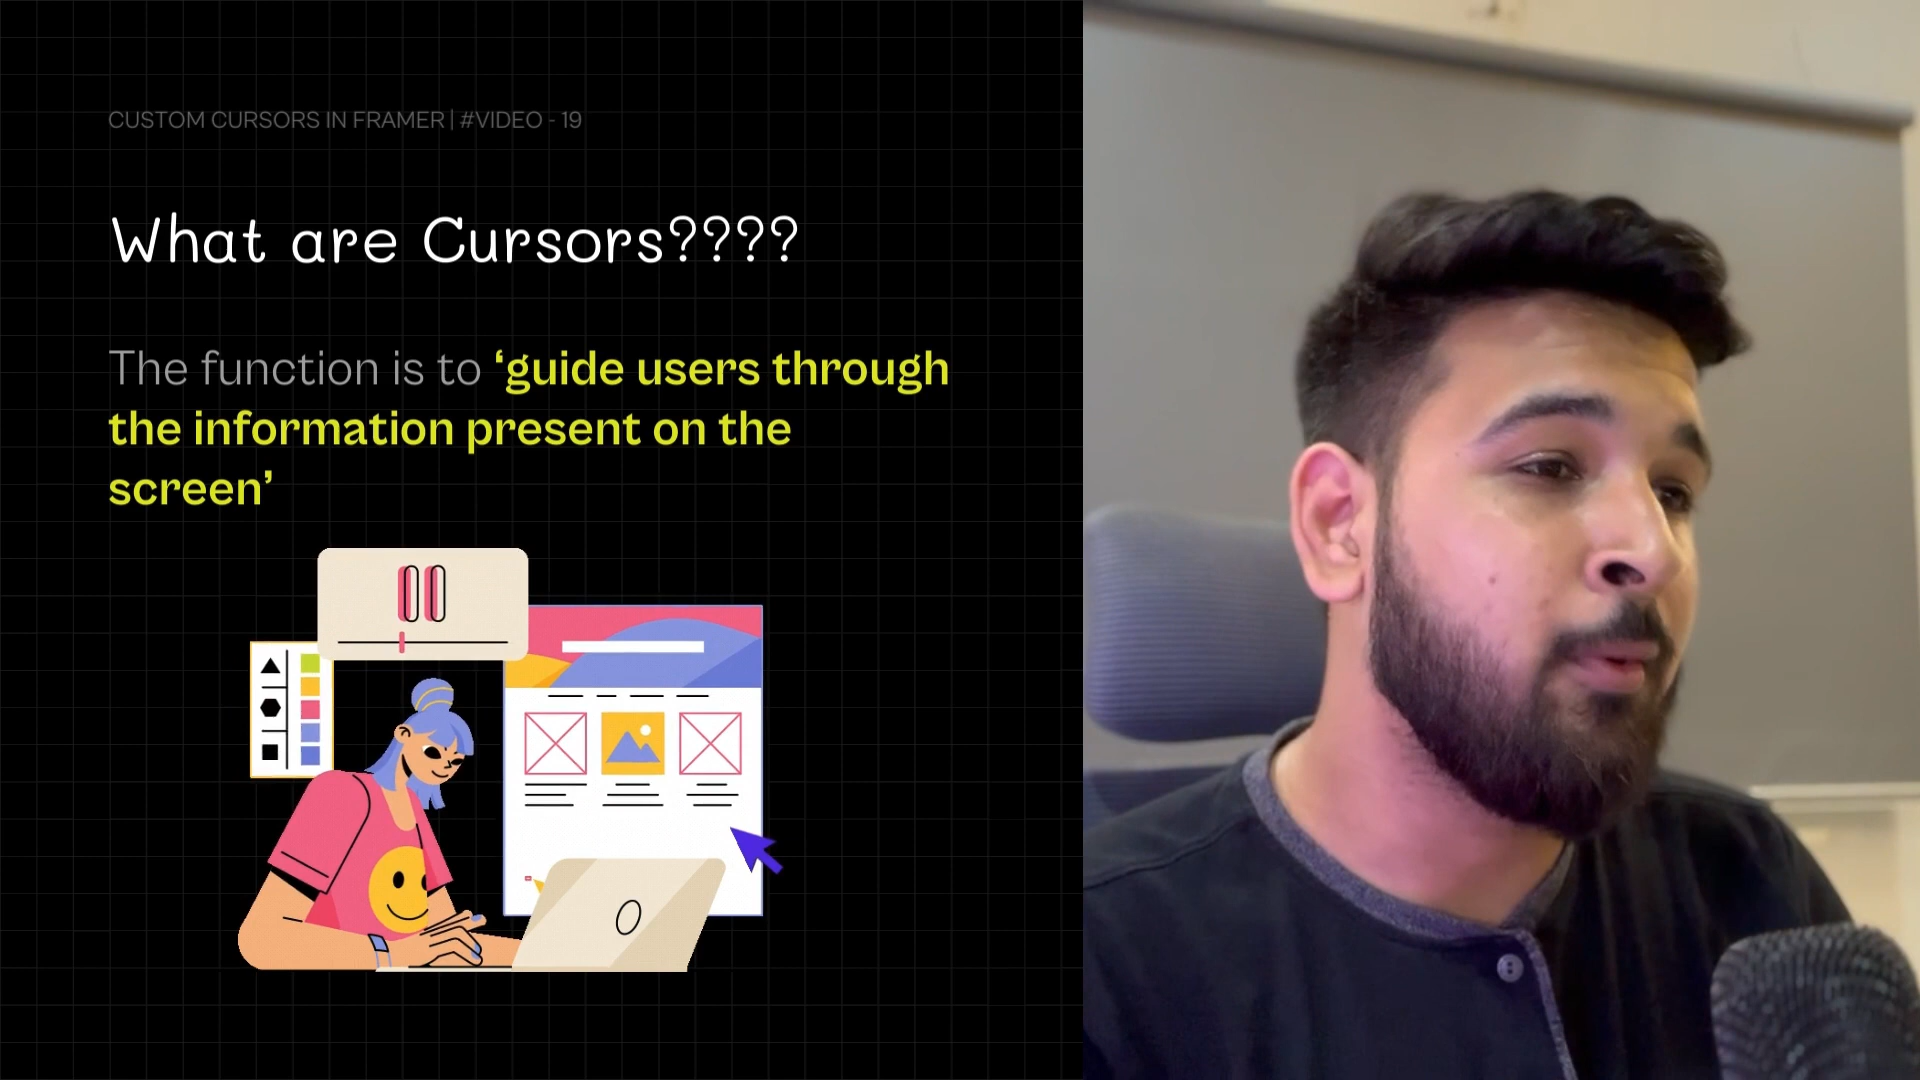 CUSTOM CURSORS IN FRAMER | #VIDEO - 19
What are Cursors????
The function is to ‘guide users through
the information present on the
screen’